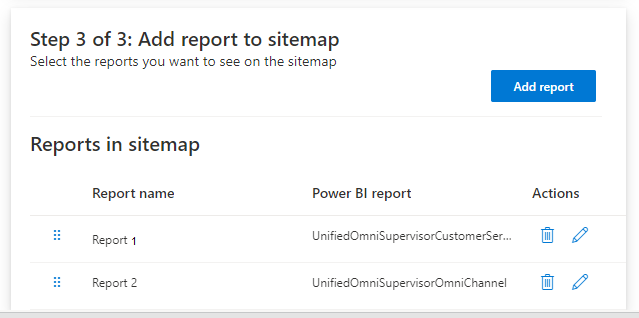 Step 3 of 3: Add report to sitemap
Select the reports you want to see on the sitemap
Add report
Reports in sitemap
Report name Power BI report Actions
Report 1 UnifiedOmniSupervisorCustomerSer...
Report 2 UnifiedOmniSupervisorOmniChannel